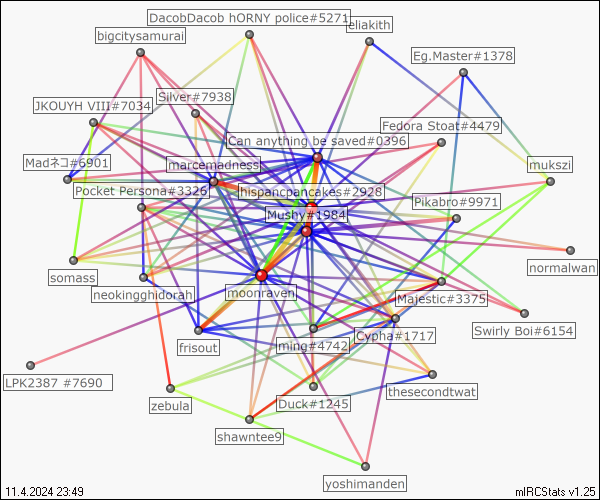 DacobDacob hORNY police#5271
eliakith
bigcitysamurai
Eg.Master#1378
Silver#7938
JKOUYH VIII#7034
Fedora Stoat#4479
Can anything be saved#0396
Madネコ#6901
marcemadness
mukszi
Pocket Persona#3326
hispancpancakes#2928
Pikabro#9971
Mushy#1984
somass
normalwan
neokingghidorah
moonraven
Majestic#3375
Swirly Boi#6154
Cypha#1717
frisout
ming#4742
LPK2387 #7690
thesecondtwat
zebula
Duck#1245
shawntee9
yoshimanden
11.4.2024 23:49
mIRCStats v1.25